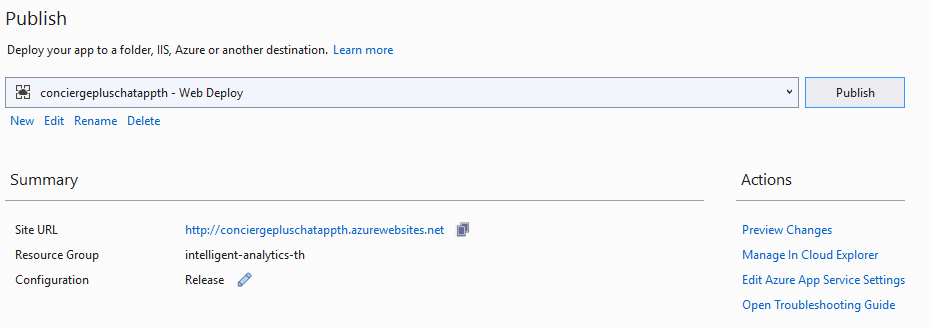 Publish
Deploy your app to a folder, IIS, Azure or another destination. Learn more
conciergepluschatappth - Web Deploy
Publish
New Edit Rename Delete
Summary
Actions
Site URL http://conciergepluschatappth.azurewebsites.net
Preview Changes
Resource Group intelligent-analytics-th
Manage In Cloud Explorer
Configuration Release
Edit Azure App Service Settings
Open Troubleshooting Guide